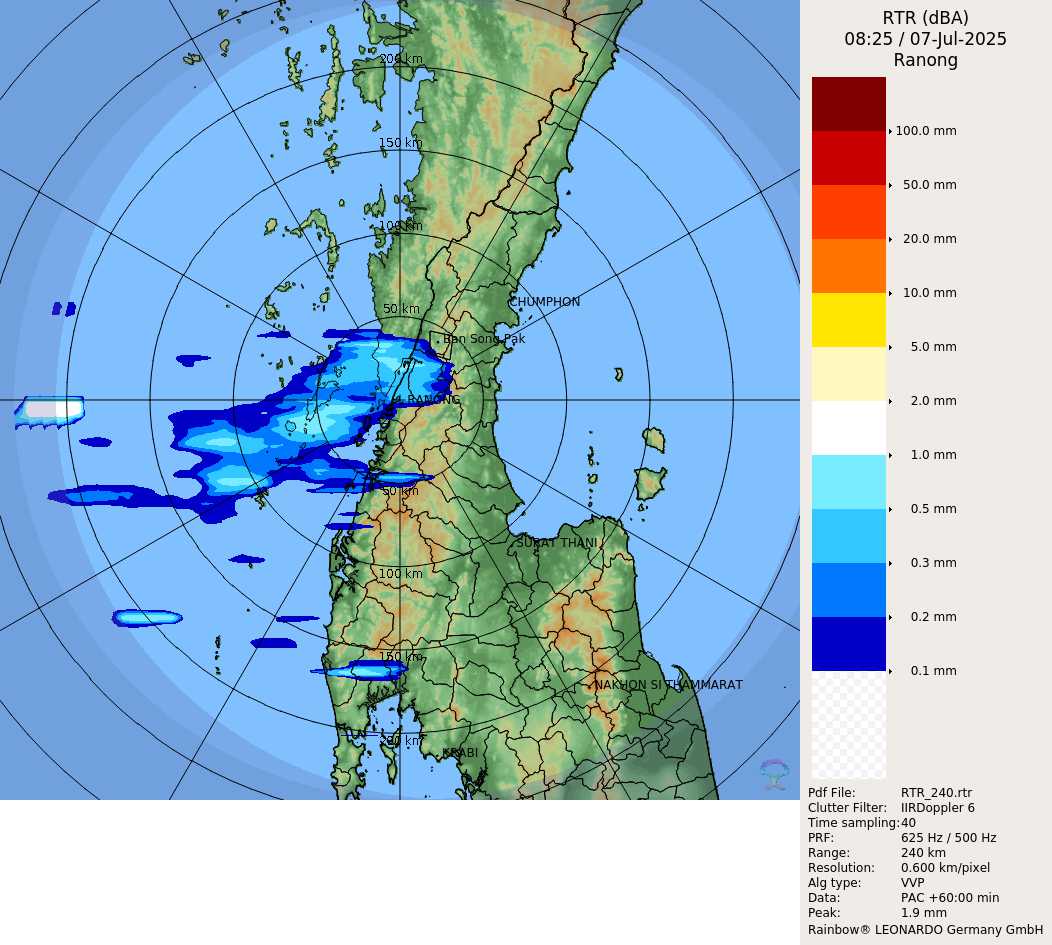 RTR (dBA)
08:25 / 07-Jul-2025
Ranong
200 km
150 km
100 km
50 km
CHUMPHON
Ban Song Pak
RANONG
50 km
SURAT THANI
100 km
150 km
NAKHON SI THAMMARAT
200 km
KRABI
100.0 mm
50.0 mm
20.0 mm
10.0 mm
5.0 mm
2.0 mm
1.0 mm
0.5 mm
0.3 mm
0.2 mm
0.1 mm
Pdf File: RTR_240.rtr
Clutter Filter: IIRDoppler 6
Time sampling:40
PRF: 625 Hz / 500 Hz
Range: 240 km
Resolution: 0.600 km/pixel
Alg type: VVP
Data: PAC +60:00 min
Peak: 1.9 mm
Rainbow® LEONARDO Germany GmbH